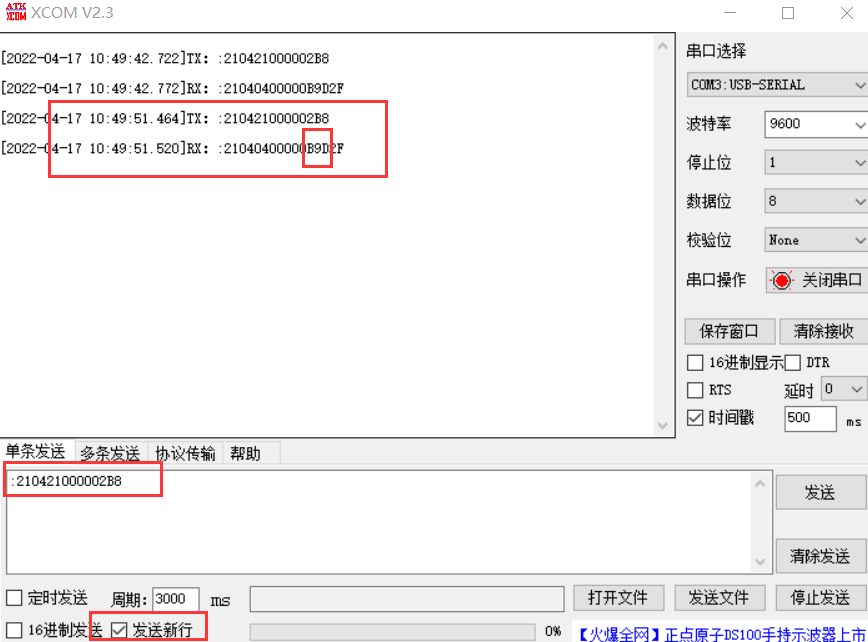 ATK XCOM XCOM V2.3
[2022-04-17 10:49:42.722]TX: :210421000002B8
[2022-04-17 10:49:42.772]RX: :21040400000B9D2F
[2022-04-17 10:49:51.464]TX: :210421000002B8
[2022-04-17 10:49:51.520]RX: :21040400000B9D2F
串口选择
COM3:USB-SERIAL
波特率 9600
停止位 1
数据位 8
校验位 None
串口操作 关闭串口
保存窗口 清除接收
16进制显示 DTR
RTS 延时 0
时间戳 500 ms
单条发送 多条发送 协议传输 帮助
:210421000002B8
发送
清除发送
定时发送 周期: 3000 ms 打开文件 发送文件 停止发送
16进制发送 发送新行 0% 【火爆全网】正点原子DS100手持示波器上市